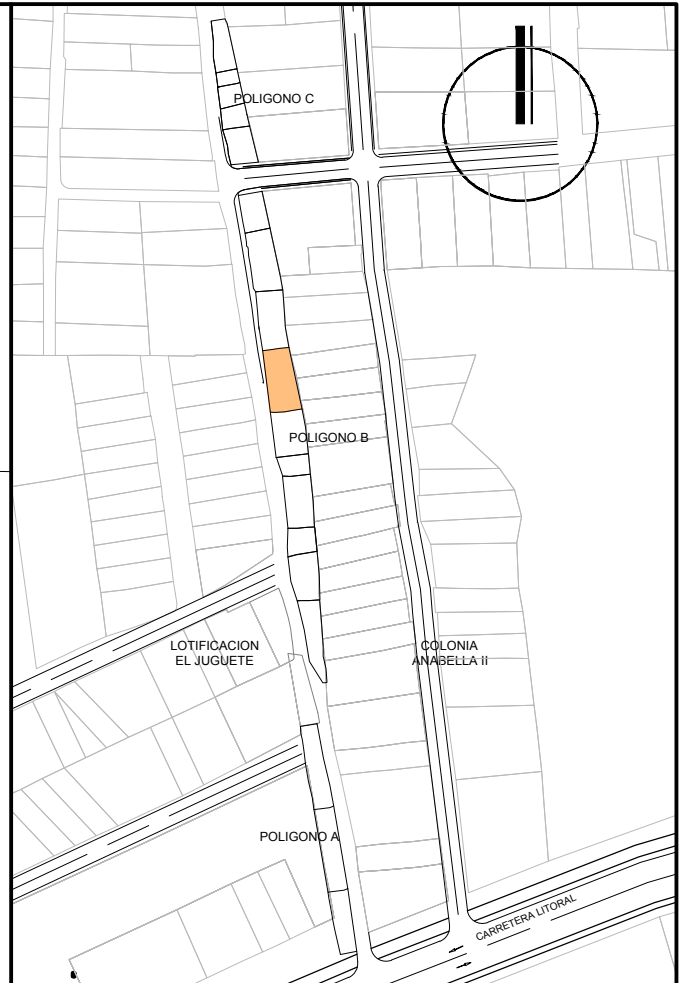 POLIGONO C
POLIGONO B
LOTIFICACION
EL JUGUETE
COLONIA
ANABELLA II
POLIGONO A
CARRETERA LITORAL